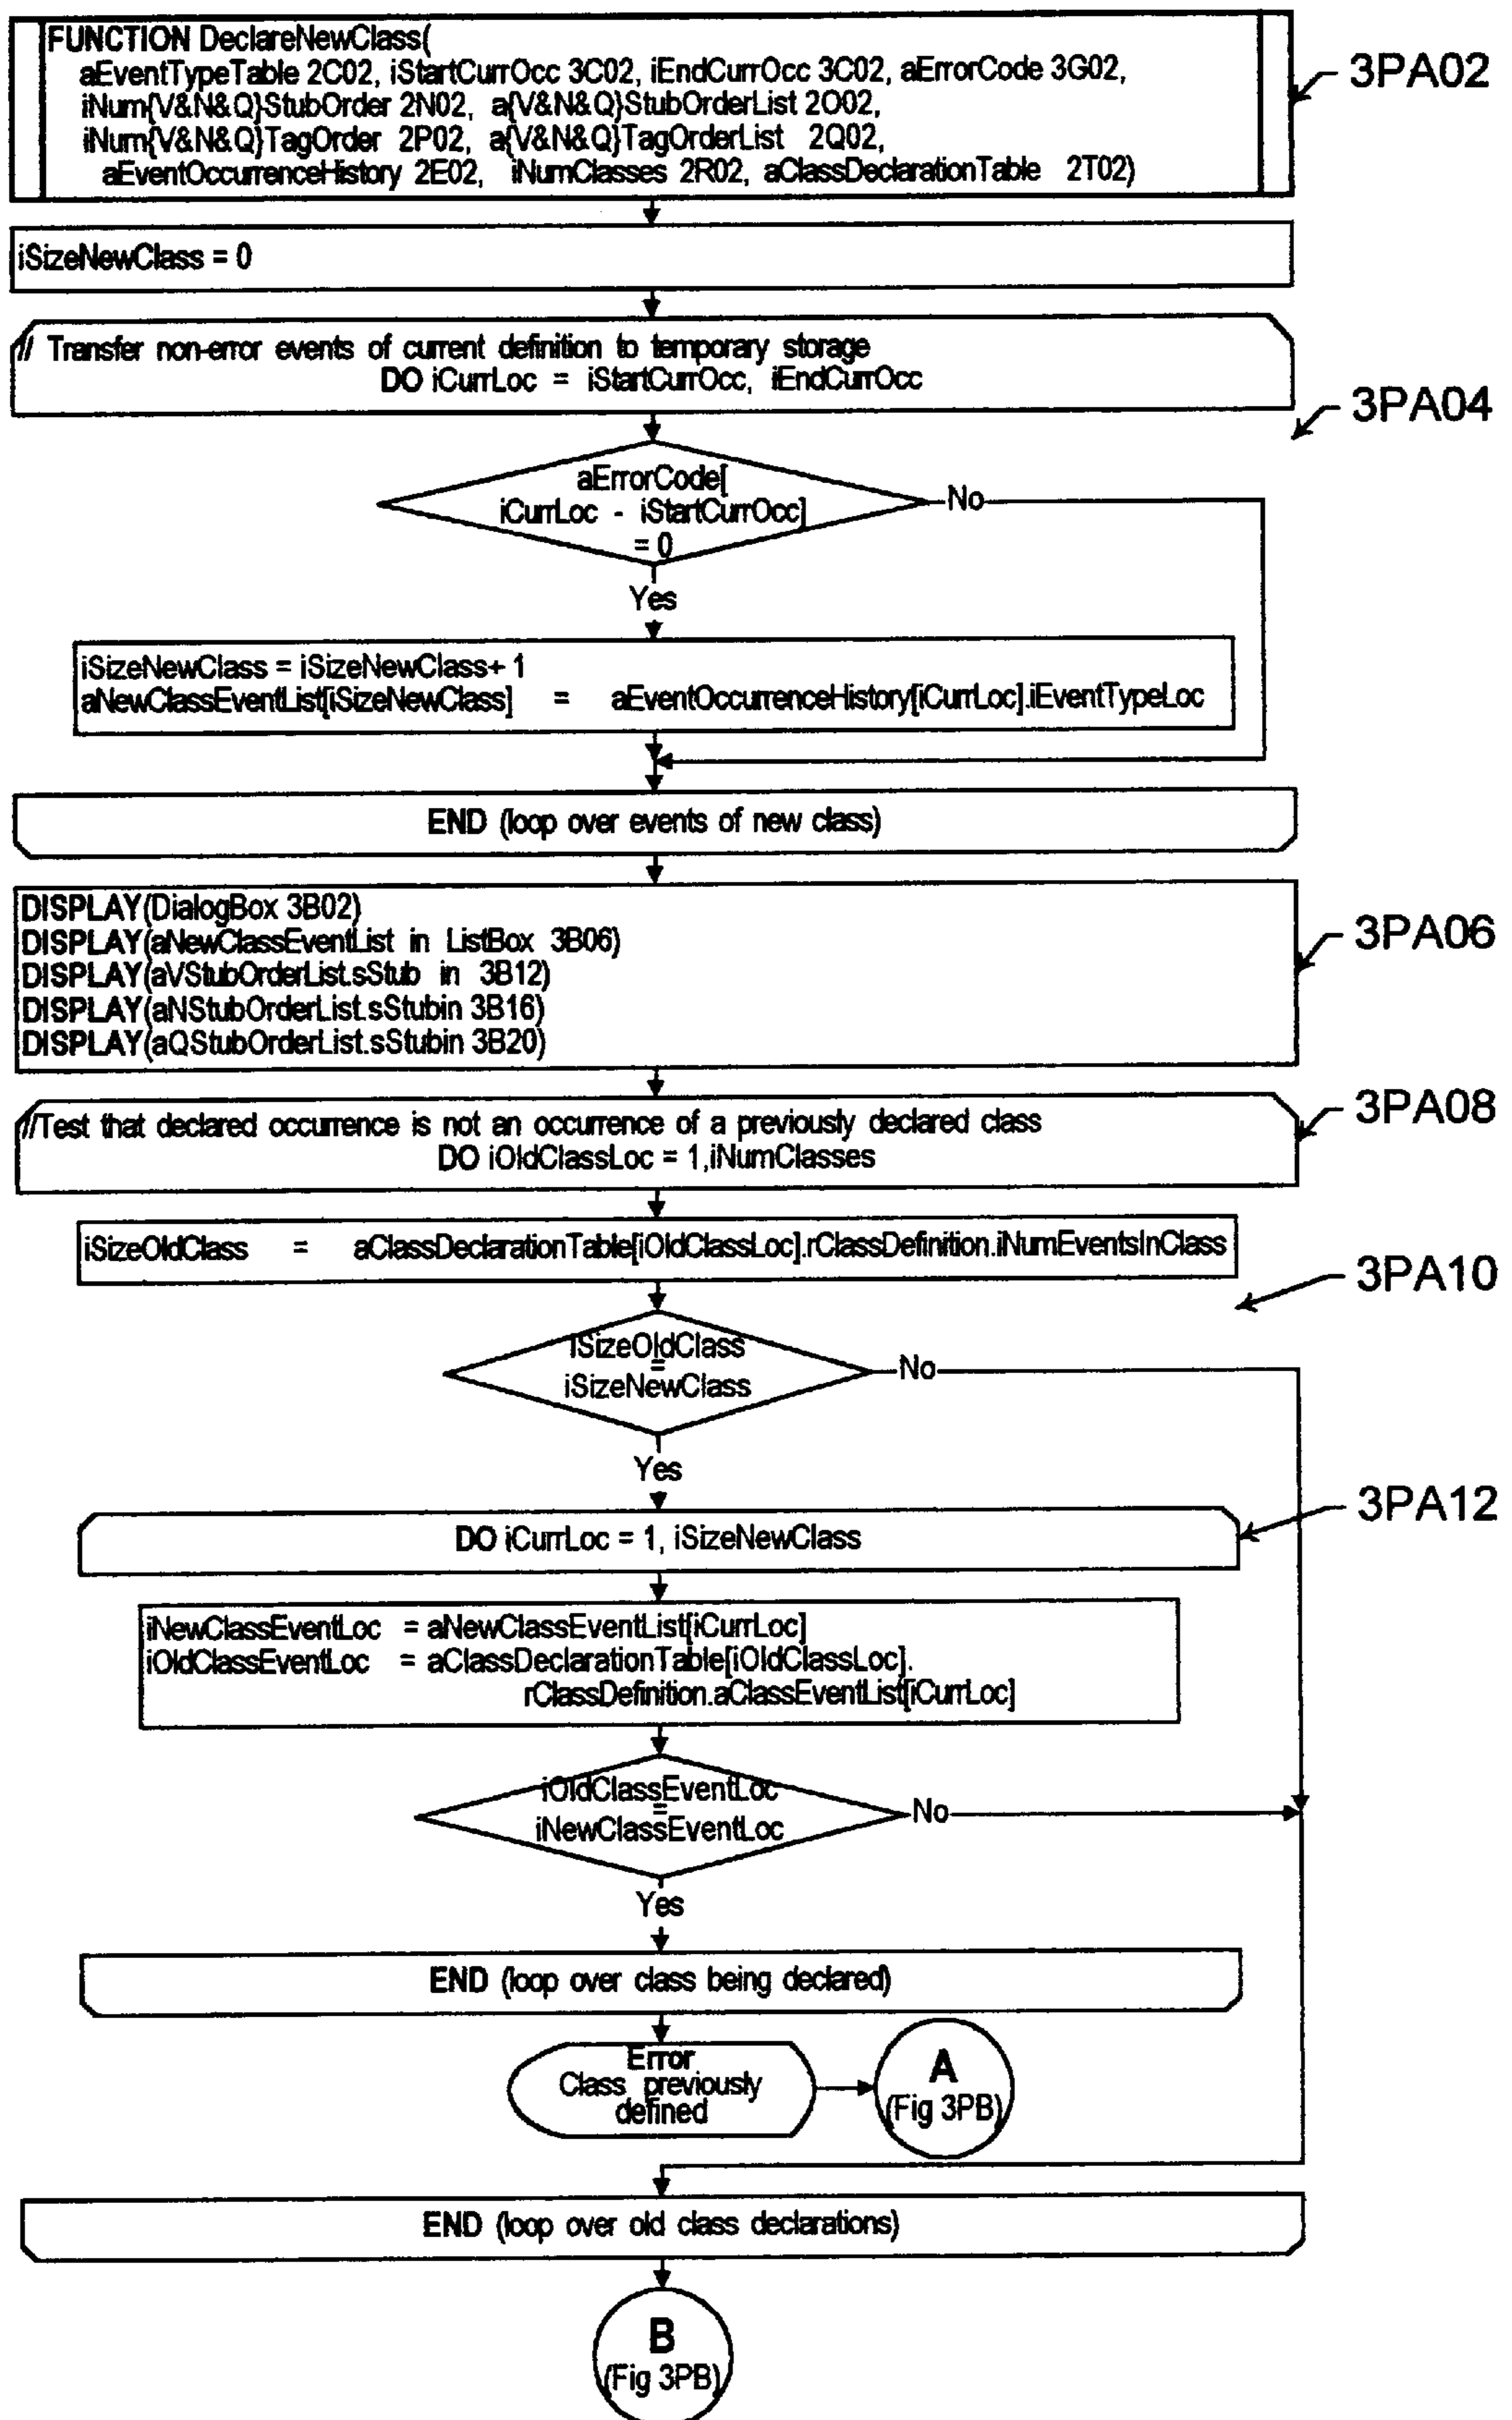 FUNCTION DeclareNewClass(
aEventTypeTable 2C02, iStartCurrOcc 3C02, iEndCurrOcc 3C02, aErrorCode 3G02,
iNum{V&N&Q}StubOrder 2N02, a{V&N&Q}StubOrderList 2O02,
iNum{V&N&Q}TagOrder 2P02, a{V&N&Q}TagOrderList 2Q02,
aEventOccurrenceHistory 2E02, iNumClasses 2R02, aClassDeclarationTable 2T02)
3PA02
iSizeNewClass = 0
// Transfer non-error events of current definition to temporary storage
DO iCurrLoc = iStartCurrOcc, iEndCurrOcc
3PA04
aErrorCode[
iCurrLoc - iStartCurrOcc]
= 0
No
Yes
iSizeNewClass = iSizeNewClass+ 1
aNewClassEventList[iSizeNewClass] = aEventOccurrenceHistory[iCurrLoc].iEventTypeLoc
END (loop over events of new class)
DISPLAY(DialogBox 3B02)
DISPLAY(aNewClassEventList in ListBox 3B06)
DISPLAY(aVStubOrderList.sStub in 3B12)
DISPLAY(aNStubOrderList.sStubin 3B16)
DISPLAY(aQStubOrderList.sStubin 3B20)
3PA06
//Test that declared occurrence is not an occurrence of a previously declared class
DO iOldClassLoc = 1,iNumClasses
3PA08
iSizeOldClass = aClassDeclarationTable[iOldClassLoc].rClassDefinition.iNumEventsInClass
3PA10
iSizeOldClass
=
iSizeNewClass
No
Yes
3PA12
DO iCurrLoc = 1, iSizeNewClass
iNewClassEventLoc = aNewClassEventList[iCurrLoc]
iOldClassEventLoc = aClassDeclarationTable[iOldClassLoc].
rClassDefinition.aClassEventList[iCurrLoc]
iOldClassEventLoc
=
iNewClassEventLoc
No
Yes
END (loop over class being declared)
Error
Class previously
defined
A
(Fig 3PB)
END (loop over old class declarations)
B
(Fig 3PB)